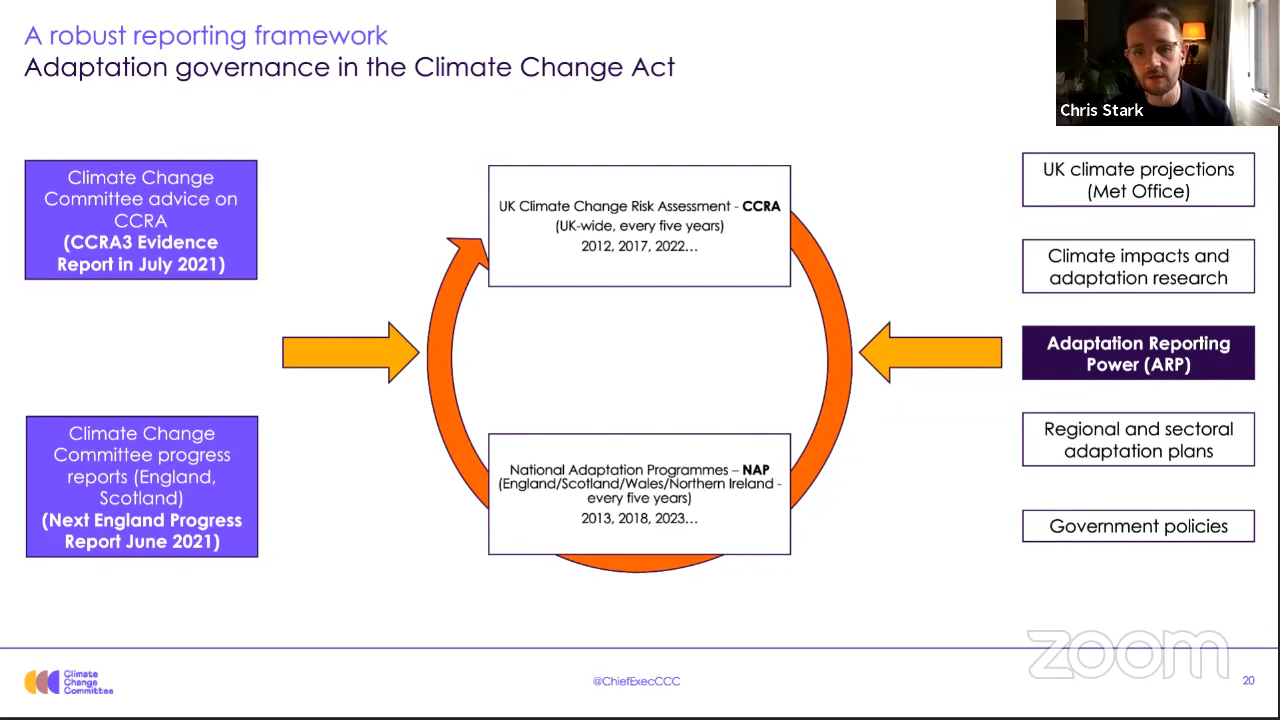 A robust reporting framework
Adaptation governance in the Climate Change Act
Chris Stark
Climate Change
Committee advice on
CCRA
(CCRA3 Evidence
Report in July 2021)
Climate Change
Committee progress
reports (England,
Scotland)
(Next England Progress
Report June 2021)
UK Climate Change Risk Assessment - CCRA
(UK-wide, every five years)
2012, 2017, 2022...
National Adaptation Programmes – NAP
(England/Scotland/Wales/Northern Ireland -
every five years)
2013, 2018, 2023...
UK climate projections
(Met Office)
Climate impacts and
adaptation research
Adaptation Reporting
Power (ARP)
Regional and sectoral
adaptation plans
Government policies
zoom
Climate
Change
Committee
@ChiefExecCCC
20